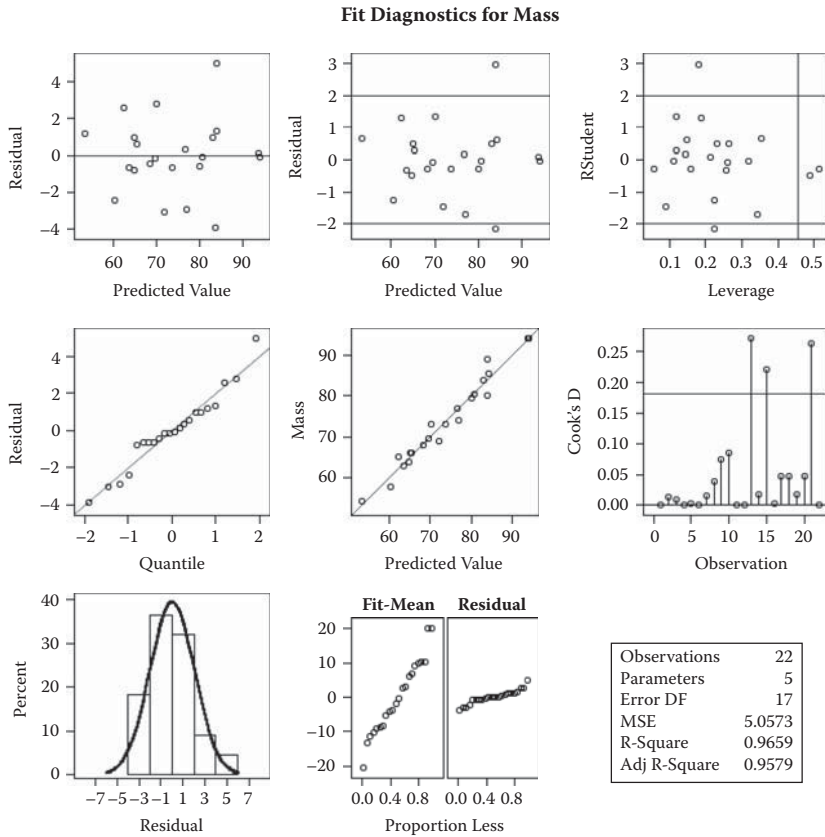 Fit Diagnostics for Mass
Residual
4
2
0
−2
−4
60 70 80 90
Predicted Value
Residual
3
2
1
0
−1
−2
60 70 80 90
Predicted Value
RStudent
3
2
1
0
−1
−2
0.1 0.2 0.3 0.4 0.5
Leverage
Residual
4
2
0
−2
−4
−2 −1 0 1 2
Quantile
Mass
90
80
70
60
60 70 80 90
Predicted Value
Cook's D
0.25
0.20
0.15
0.10
0.05
0.00
0 5 10 15 20
Observation
Percent
40
30
20
10
0
−7 −5 −3 −1 1 3 5 7
Residual
Fit-Mean Residual
20
10
0
−10
−20
0.0 0.4 0.8 0.0 0.4 0.8
Proportion Less
Observations 22
Parameters 5
Error DF 17
MSE 5.0573
R-Square 0.9659
Adj R-Square 0.9579